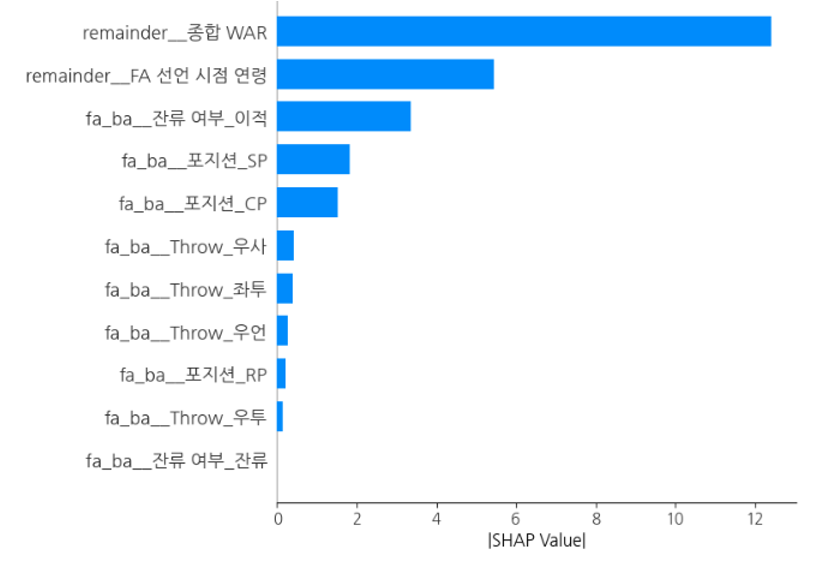 remainder__종합 WAR
remainder__FA 선언 시점 연령
fa_ba__잔류 여부_이적
fa_ba__포지션_SP
fa_ba__포지션_CP
fa_ba__Throw_우사
fa_ba__Throw_좌투
fa_ba__Throw_우언
fa_ba__포지션_RP
fa_ba__Throw_우투
fa_ba__잔류 여부_잔류
0 2 4 6 8 10 12
|SHAP Value|